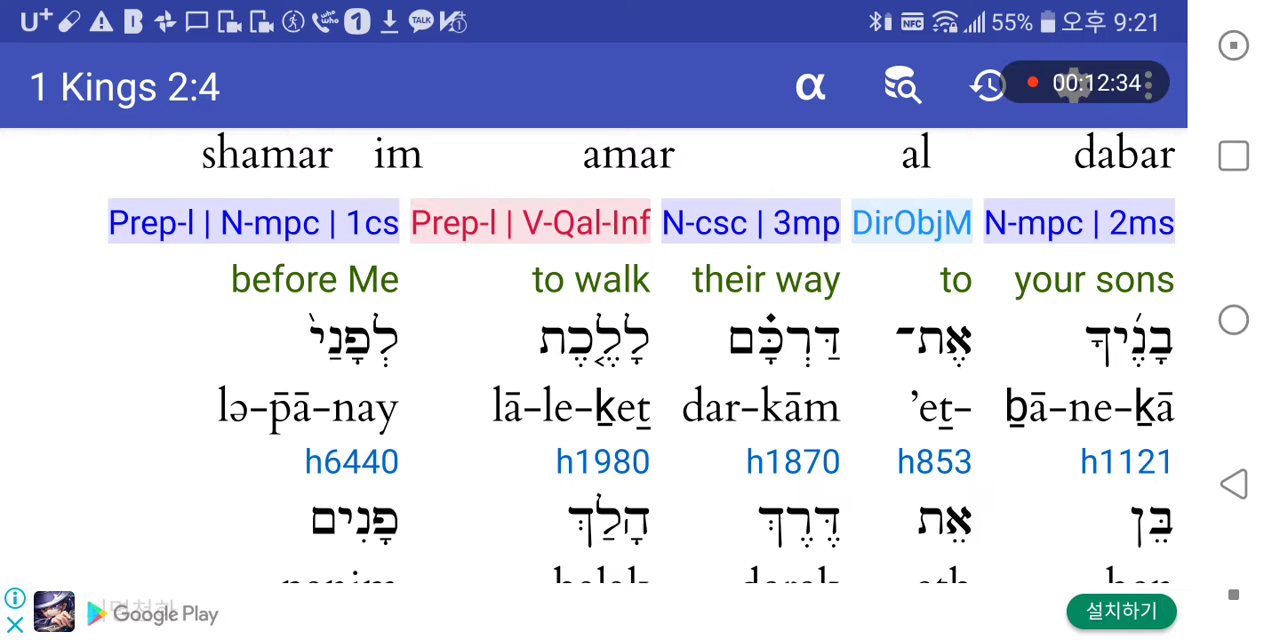 U+ 1 TALK NFC 55% 오후 9:21
1 Kings 2:4 α 00:12:34
shamar im amar al dabar
Prep-l | N-mpc | 1cs Prep-l | V-Qal-Inf N-csc | 3mp DirObjM N-mpc | 2ms
before Me to walk their way to your sons
לְפָנַי֙ לָלֶ֤כֶת דַּרְכָּ֗ם אֶת־ בָנֶ֜יךָ
lə-p̄ā-nay lā-le-ḵeṯ dar-kām ’eṯ- ḇā-ne-ḵā
h6440 h1980 h1870 h853 h1121
פָּנִים הָלַךְ דֶּרֶךְ אֵת בֵּן
Google Play 설치하기